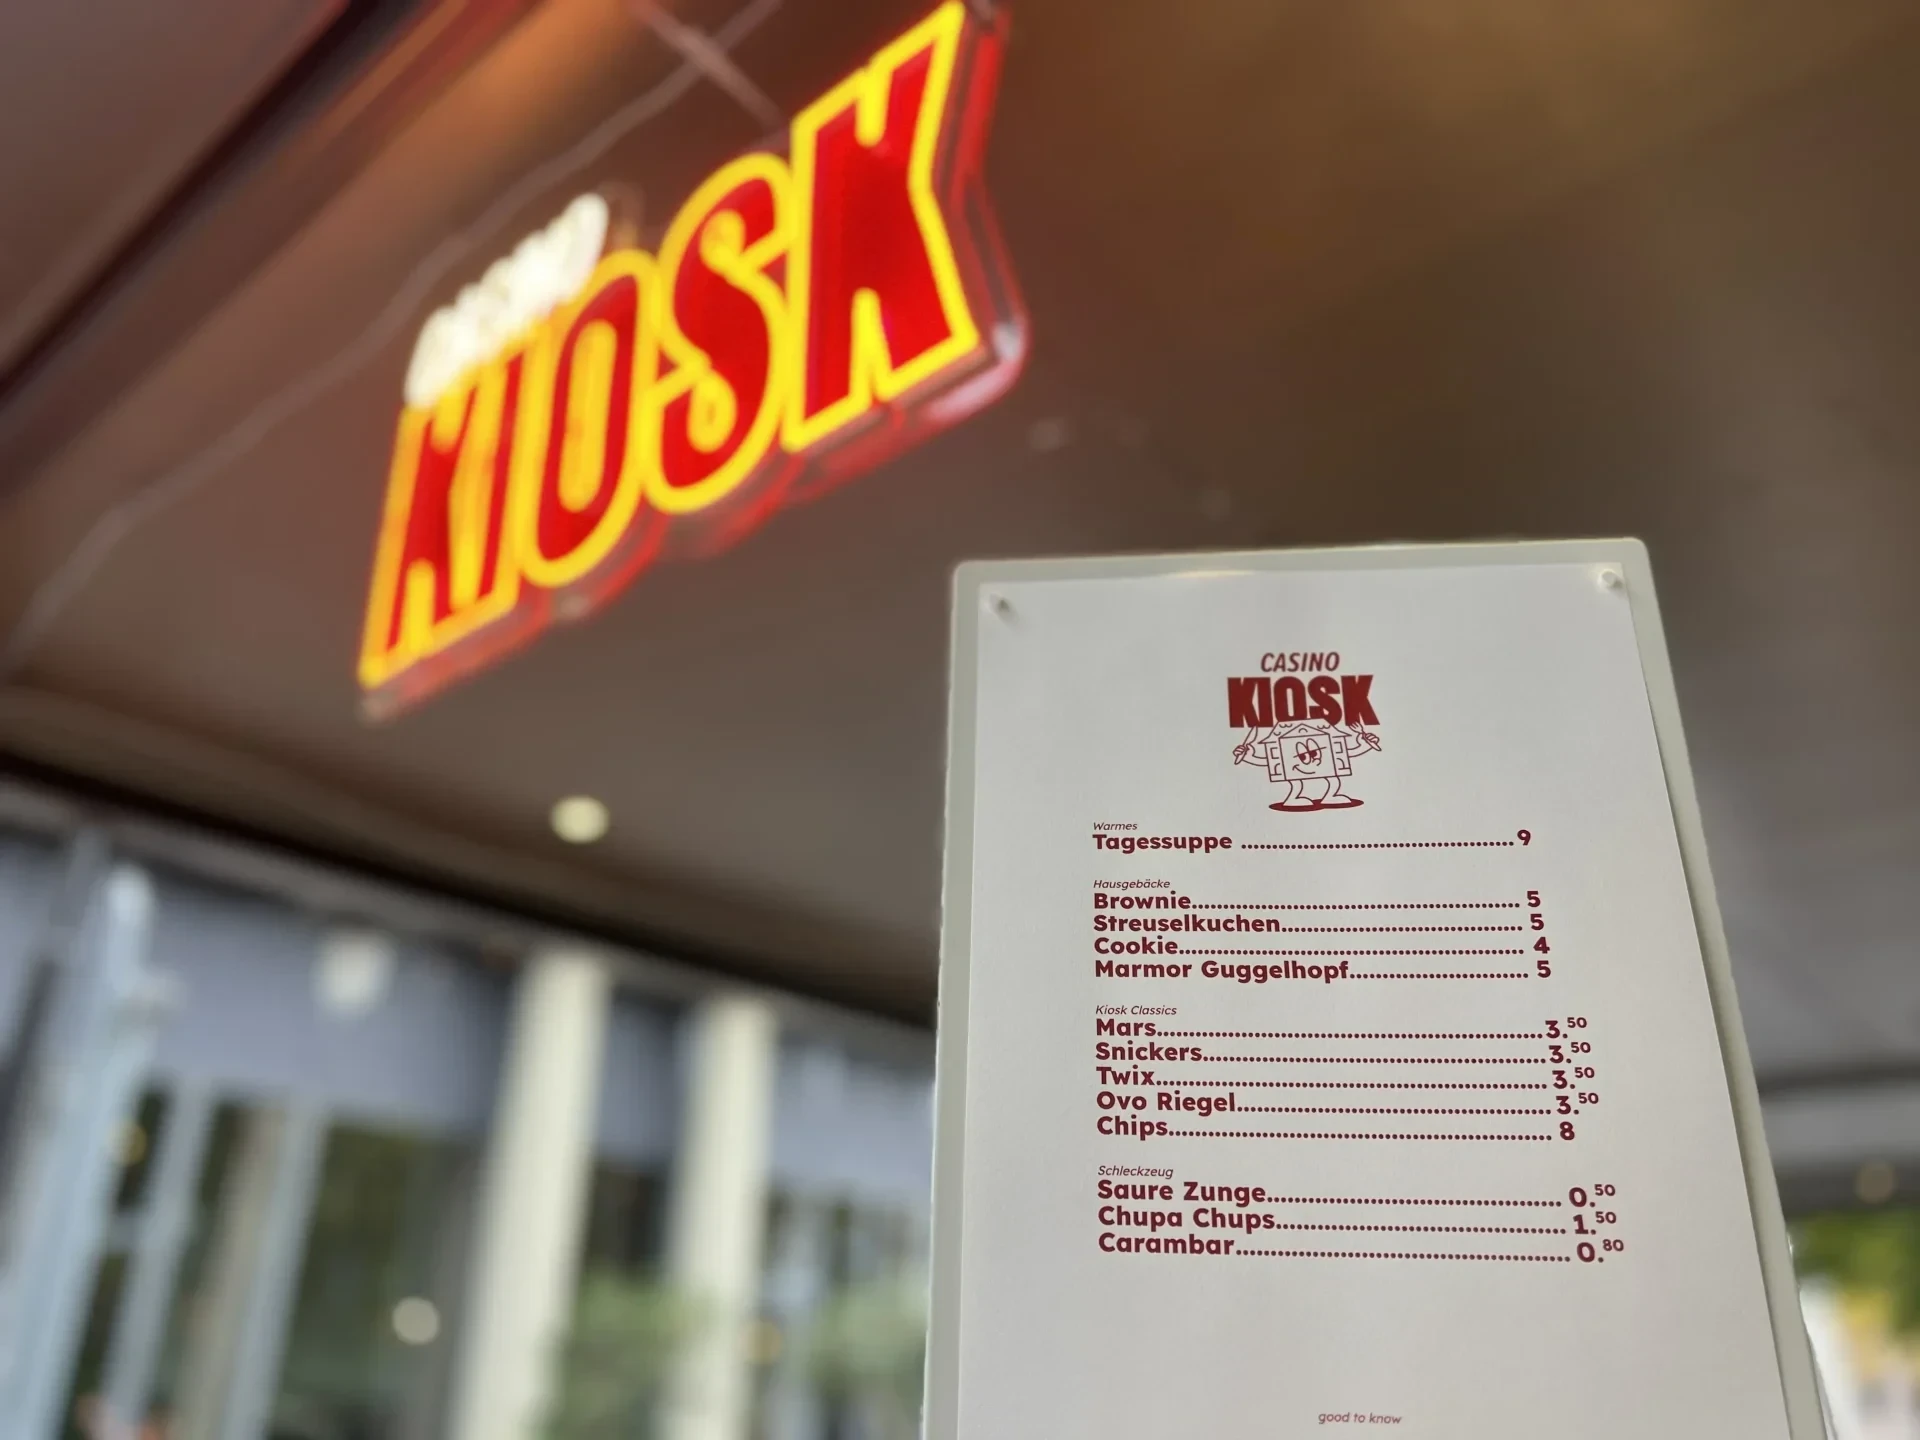 CASINO
KIOSK
CASINO
KIOSK
Warmes
Tagessuppe ............................................ 9
Hausgebäcke
Brownie..................................................... 5
Streuselkuchen....................................... 5
Cookie........................................................ 4
Marmor Guggelhopf............................. 5
Kiosk Classics
Mars..............................................................3.50
Snickers.......................................................3.50
Twix............................................................... 3.50
Ovo Riegel................................................... 3.50
Chips............................................................. 8
Schleckzeug
Saure Zunge............................................... 0.50
Chupa Chups.............................................. 1.50
Carambar..................................................... 0.80
good to know